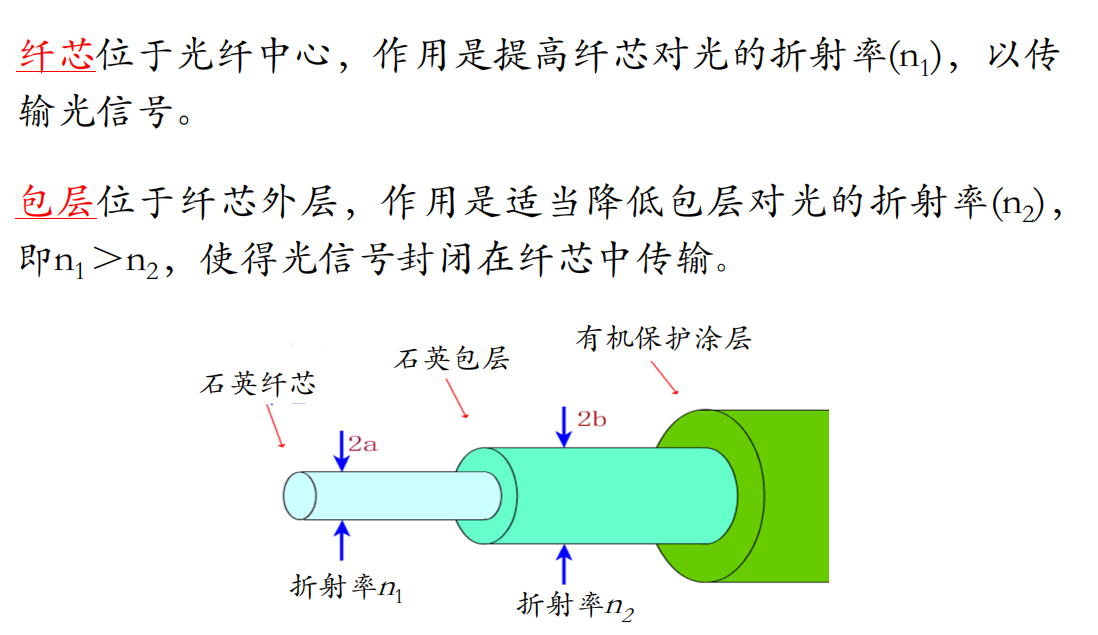 纤芯位于光纤中心，作用是提高纤芯对光的折射率(n₁)，以传
输光信号。
包层位于纤芯外层，作用是适当降低包层对光的折射率(n₂)，
即n₁＞n₂，使得光信号封闭在纤芯中传输。
有机保护涂层
石英包层
石英纤芯
2b
2a
折射率n₁
折射率n₂